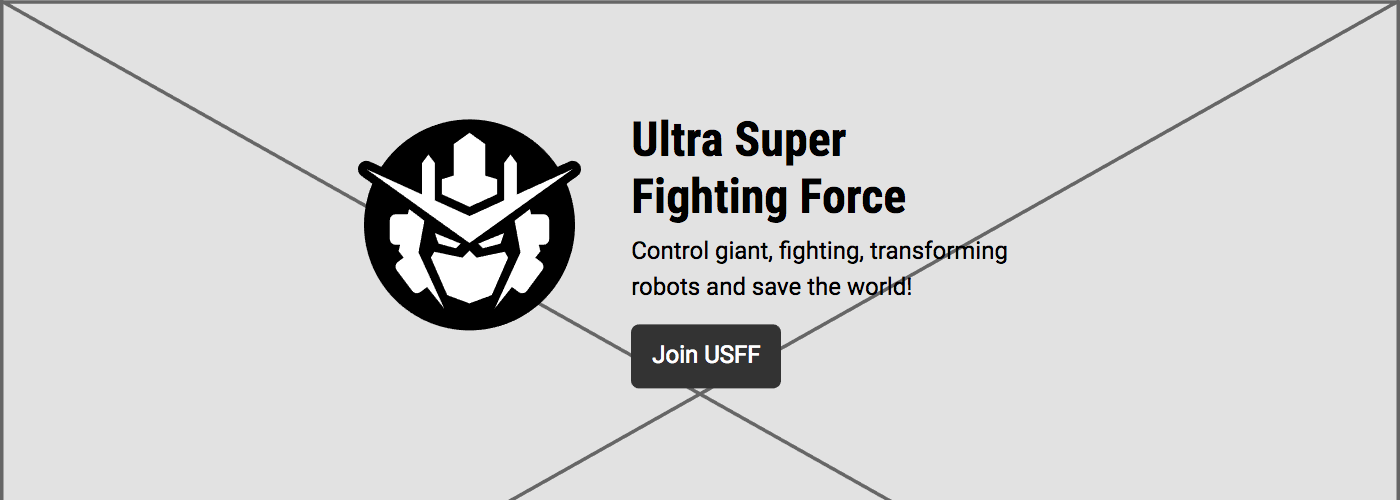 Ultra Super
Fighting Force
Control giant, fighting, transforming
robots and save the world!
Join USFF